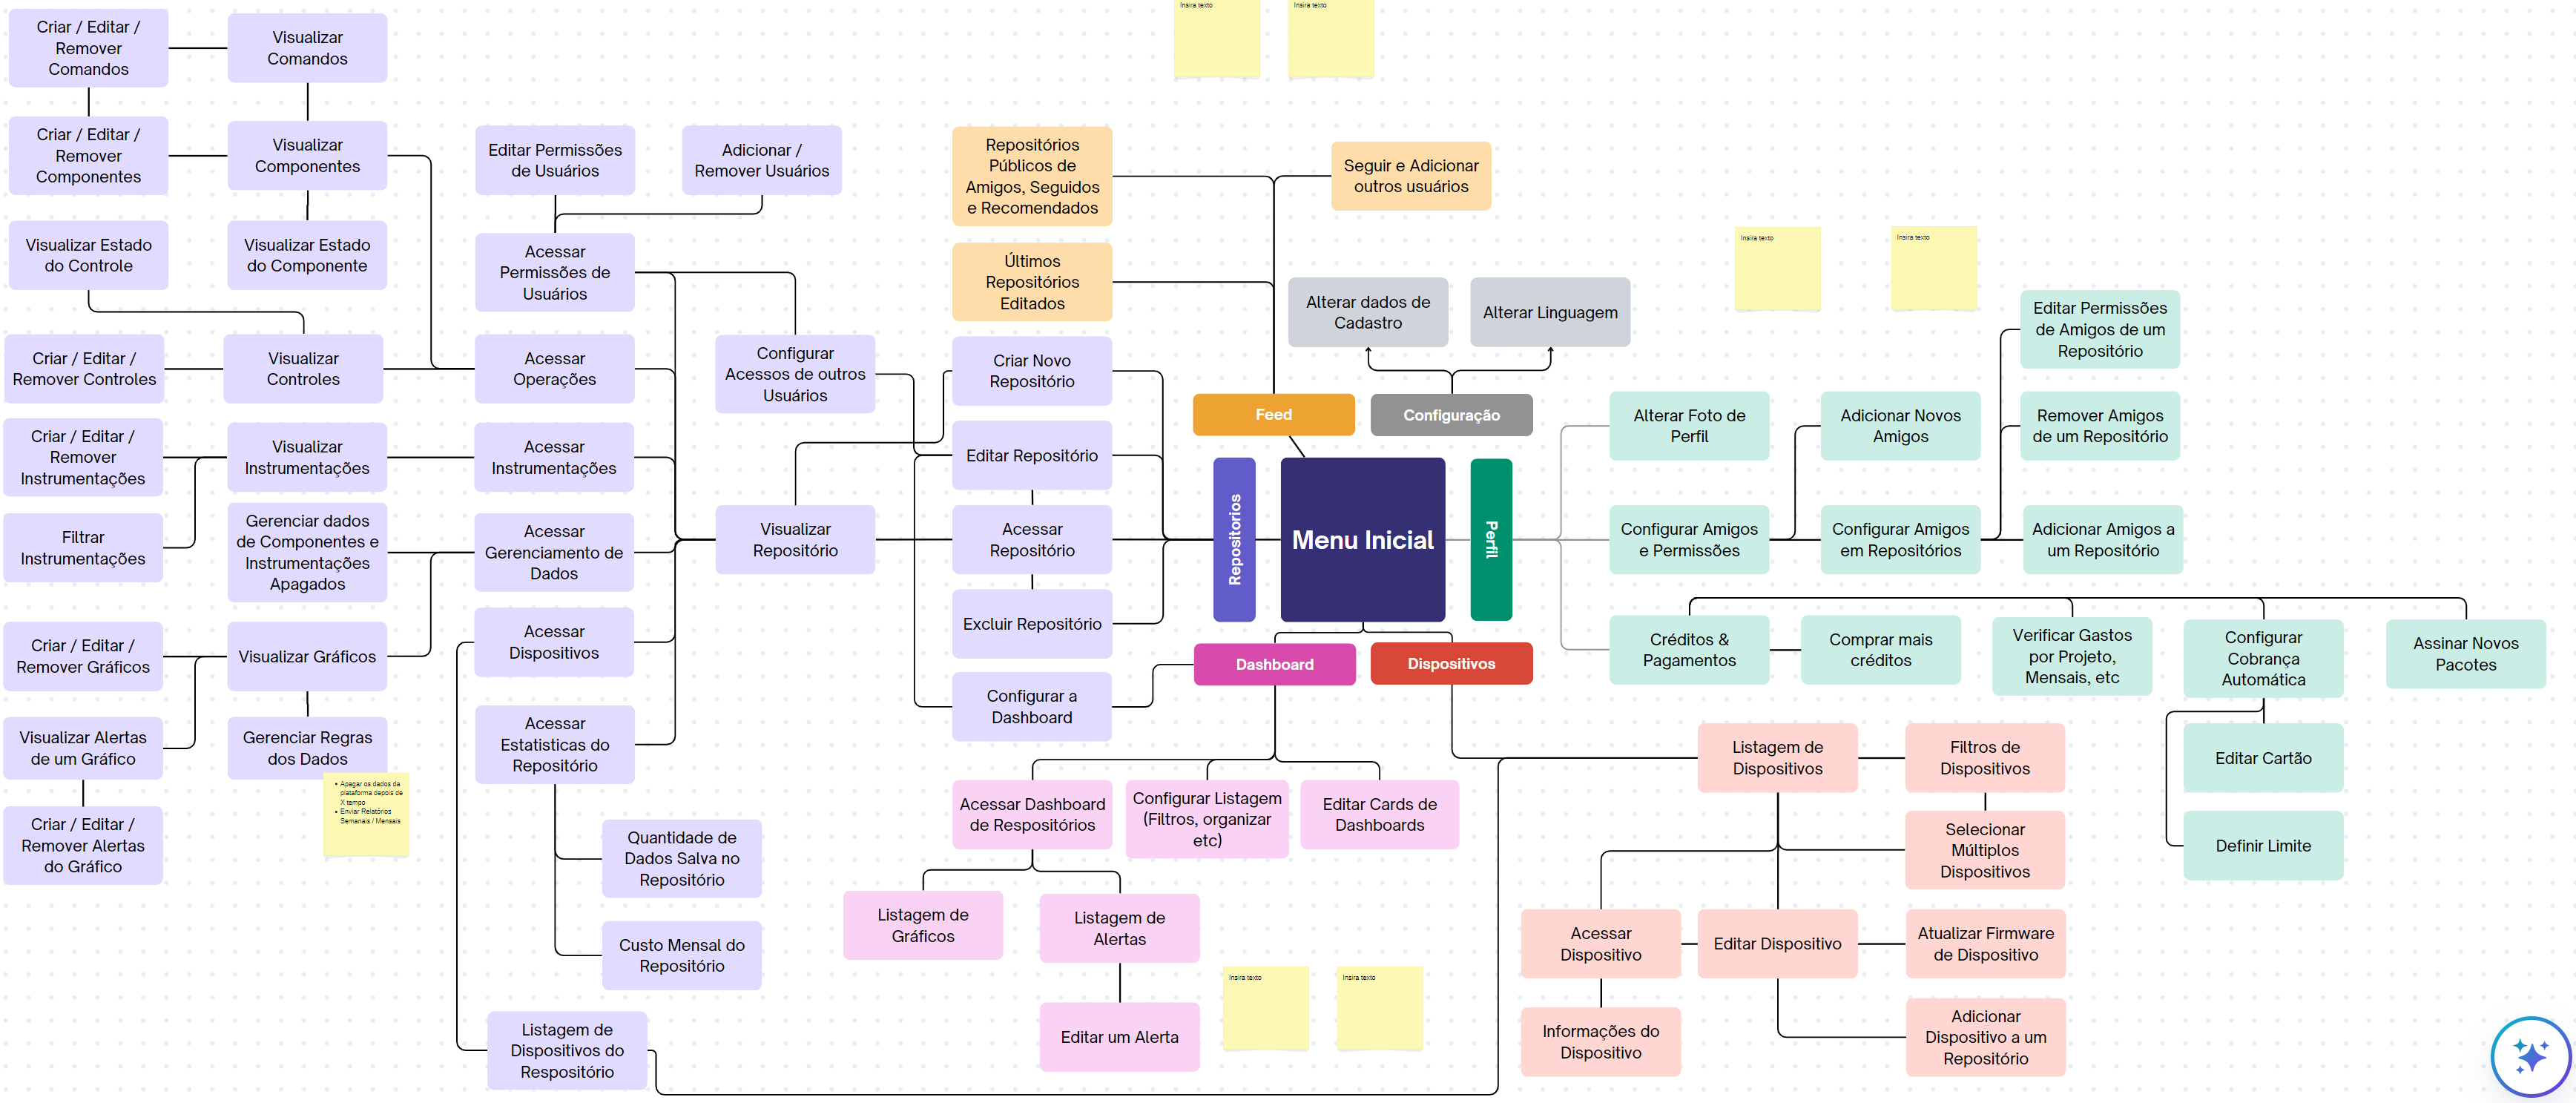 Insira texto
Insira texto
Criar / Editar /
Remover
Comandos
Visualizar
Comandos
Criar / Editar /
Remover
Componentes
Visualizar
Componentes
Editar Permissões
de Usuários
Adicionar /
Remover Usuários
Repositórios
Públicos de
Amigos, Seguidos
e Recomendados
Seguir e Adicionar
outros usuários
Visualizar Estado
do Controle
Visualizar Estado
do Componente
Acessar
Permissões de
Usuários
Últimos
Repositórios
Editados
Alterar dados de
Cadastro
Alterar Linguagem
Insira texto
Insira texto
Editar Permissões
de Amigos de um
Repositório
Criar / Editar /
Remover Controles
Visualizar
Controles
Acessar
Operações
Configurar
Acessos de outros
Usuários
Criar Novo
Repositório
Feed
Configuração
Alterar Foto de
Perfil
Adicionar Novos
Amigos
Remover Amigos
de um Repositório
Criar / Editar /
Remover
Instrumentações
Visualizar
Instrumentações
Acessar
Instrumentações
Editar Repositório
Filtrar
Instrumentações
Gerenciar dados
de Componentes e
Instrumentações
Apagados
Acessar
Gerenciamento de
Dados
Visualizar
Repositório
Acessar
Repositório
Repositorios
Menu Inicial
Perfil
Configurar Amigos
e Permissões
Configurar Amigos
em Repositórios
Adicionar Amigos a
um Repositório
Criar / Editar /
Remover Gráficos
Visualizar Gráficos
Acessar
Dispositivos
Excluir Repositório
Dashboard
Dispositivos
Créditos &
Pagamentos
Comprar mais
créditos
Verificar Gastos
por Projeto,
Mensais, etc
Configurar
Cobrança
Automática
Assinar Novos
Pacotes
Visualizar Alertas
de um Gráfico
Gerenciar Regras
dos Dados
Acessar
Estatisticas do
Repositório
Configurar a
Dashboard
Listagem de
Dispositivos
Filtros de
Dispositivos
Editar Cartão
• Apagar os dados da
plataforma depois de
X tempo
• Enviar Relatórios
Semanais / Mensais
Criar / Editar /
Remover Alertas
do Gráfico
Quantidade de
Dados Salva no
Repositório
Acessar Dashboard
de Respositórios
Configurar Listagem
(Filtros, organizar
etc)
Editar Cards de
Dashboards
Selecionar
Múltiplos
Dispositivos
Definir Limite
Custo Mensal do
Repositório
Listagem de
Gráficos
Listagem de
Alertas
Acessar
Dispositivo
Editar Dispositivo
Atualizar Firmware
de Dispositivo
Insira texto
Insira texto
Listagem de
Dispositivos do
Respositório
Editar um Alerta
Informações do
Dispositivo
Adicionar
Dispositivo a um
Repositório